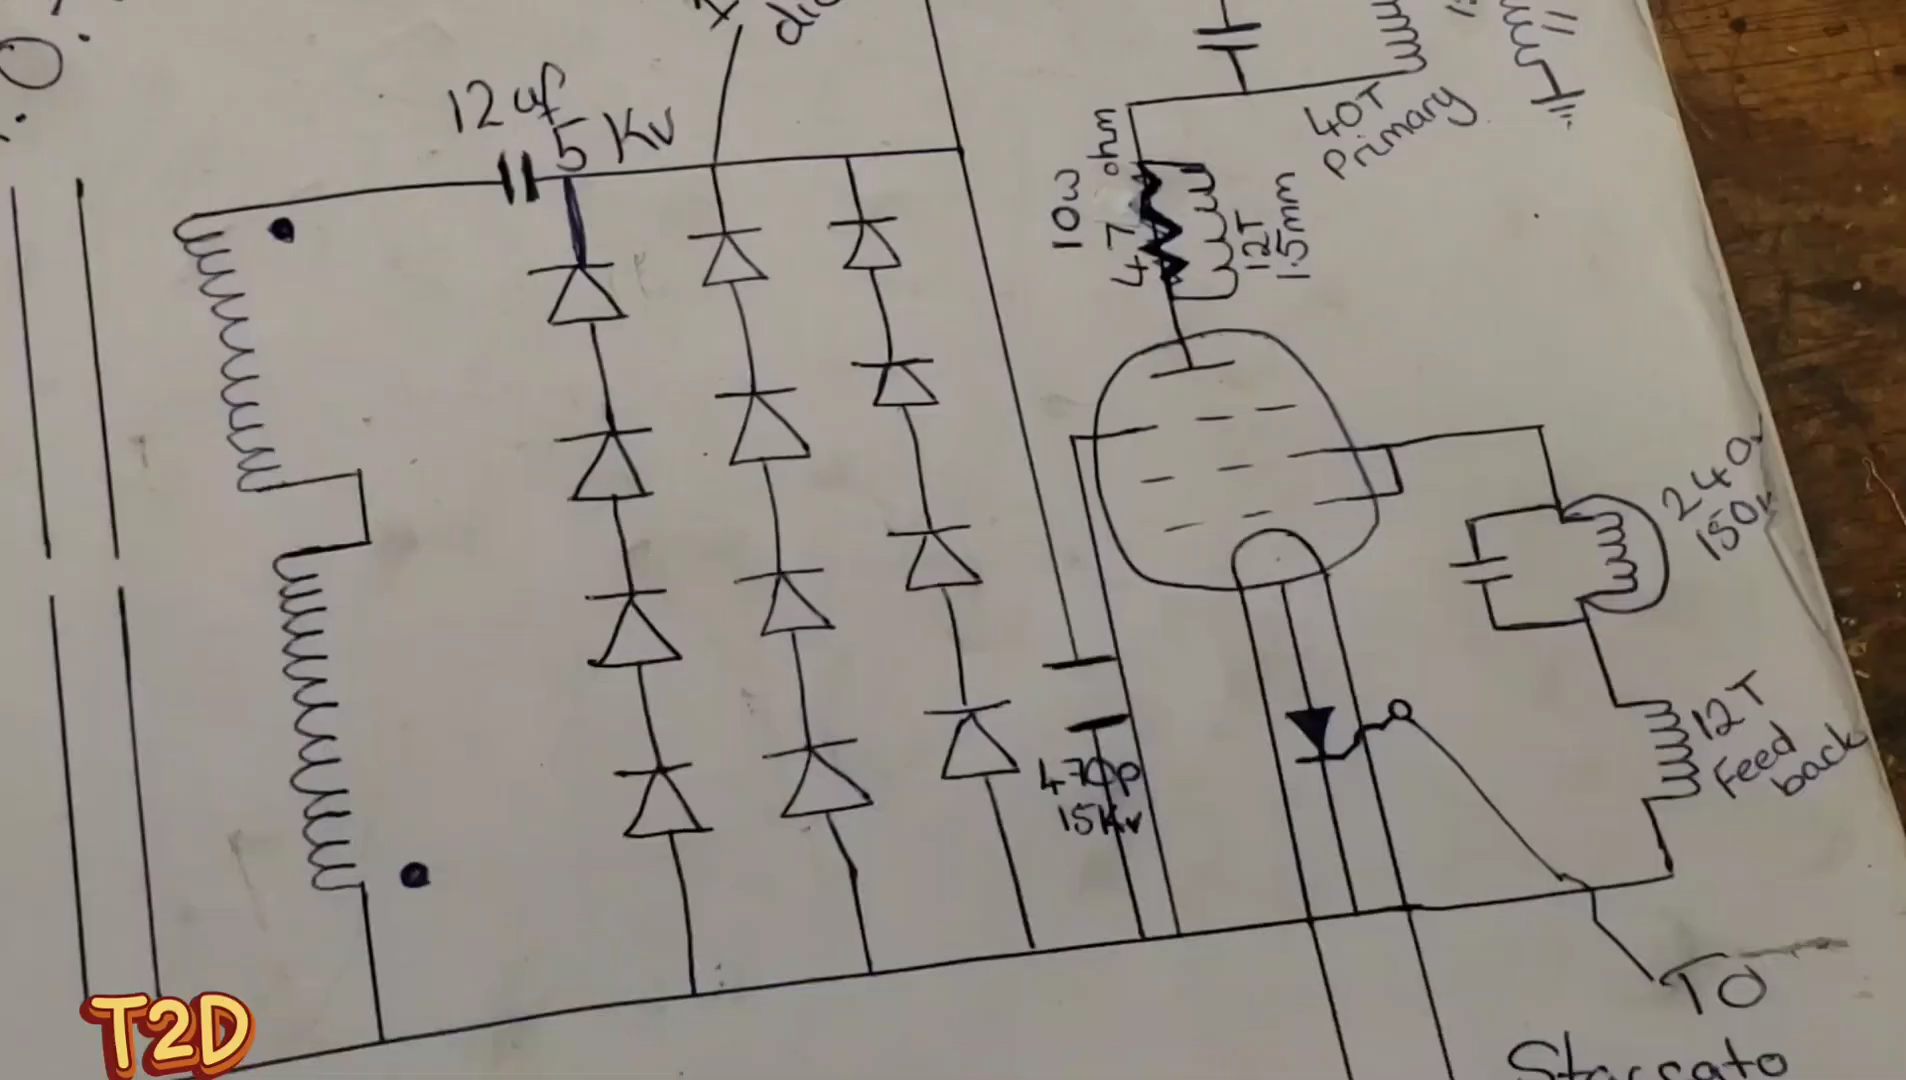 O.
12 uf
5 Kv
40T
Primary
10w
47 ohm
12T
1.5mm
240v
150v
12T
Feed
back
470p
15Kv
To
Staccato
T2D